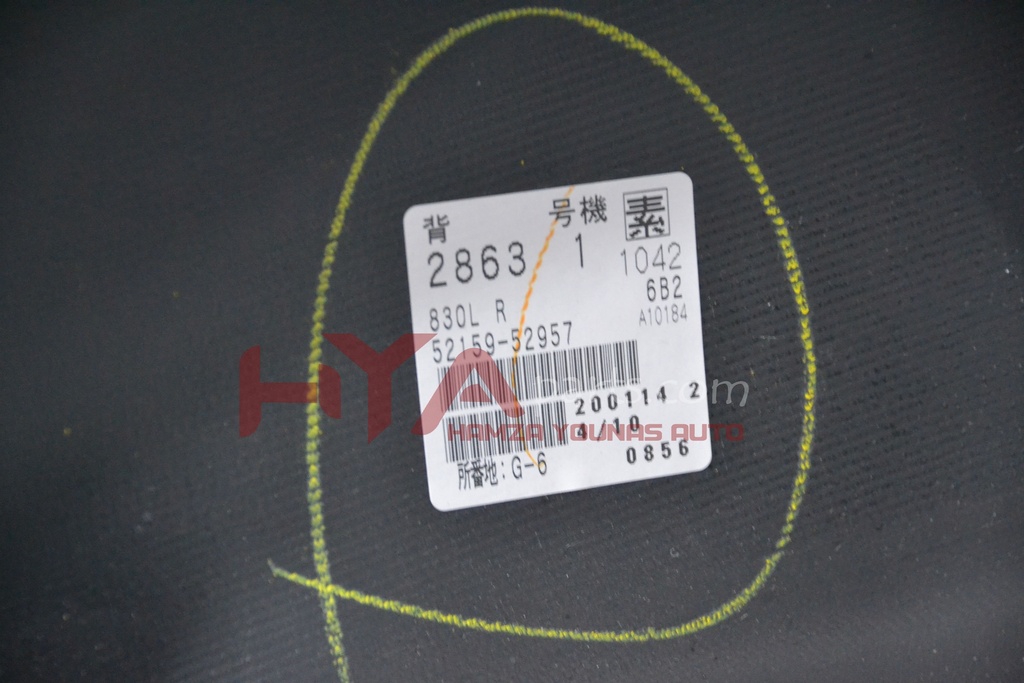 背 号機 素
2863 1 1042
830L R 6B2
52159-52957 A10184
HYA
hya.com
200114 2
HAMZA YOUNAS AUTO
4/10
所番地:G-6 0856